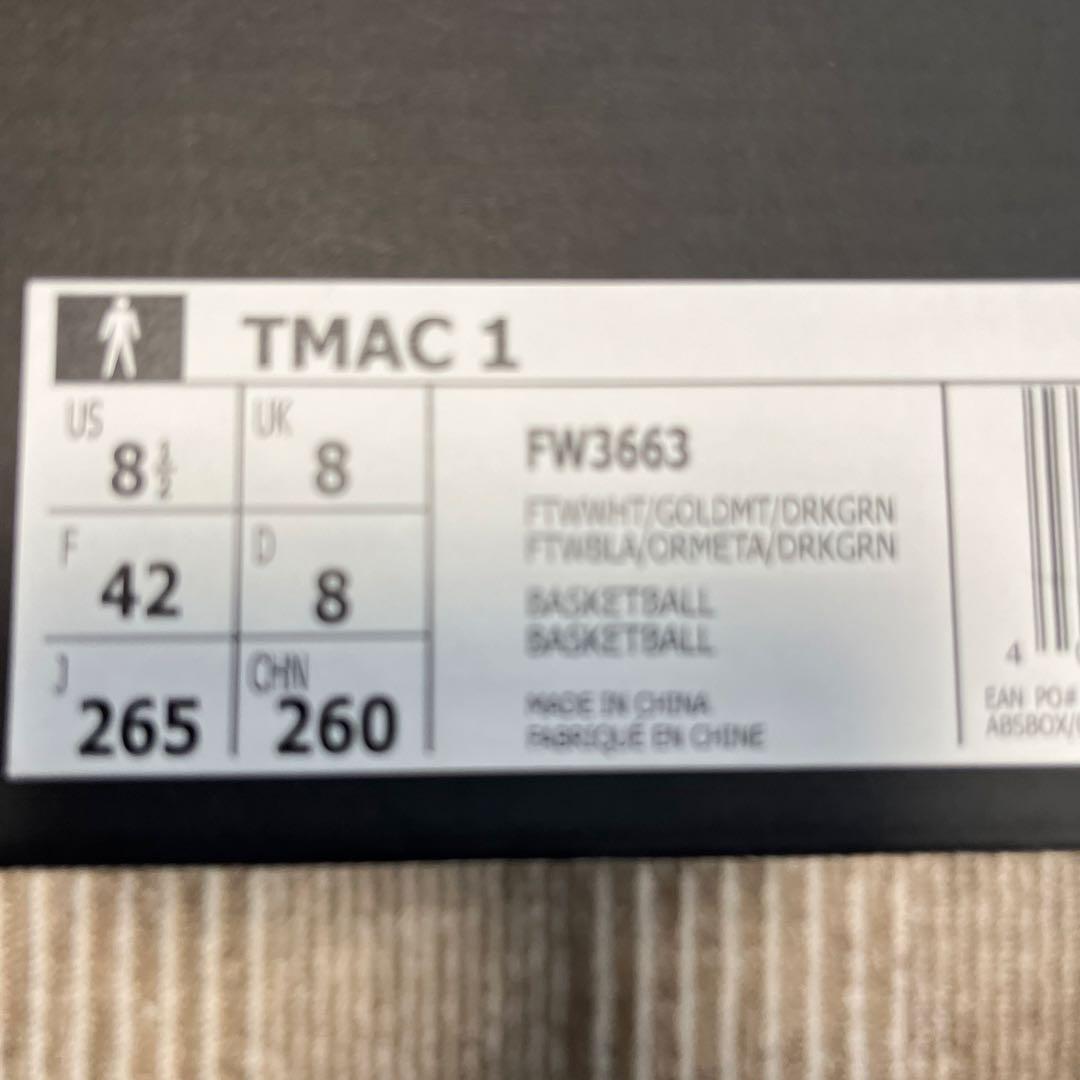 TMAC 1
US 8 1/2 UK 8
F 42 D 8
J 265 CHN 260
FW3663
FTWWHT/GOLDMT/DRKGRN
FTWBLA/ORMETA/DRKGRN
BASKETBALL
BASKETBALL
MADE IN CHINA
FABRIQUÉ EN CHINE
4
EAN PO#